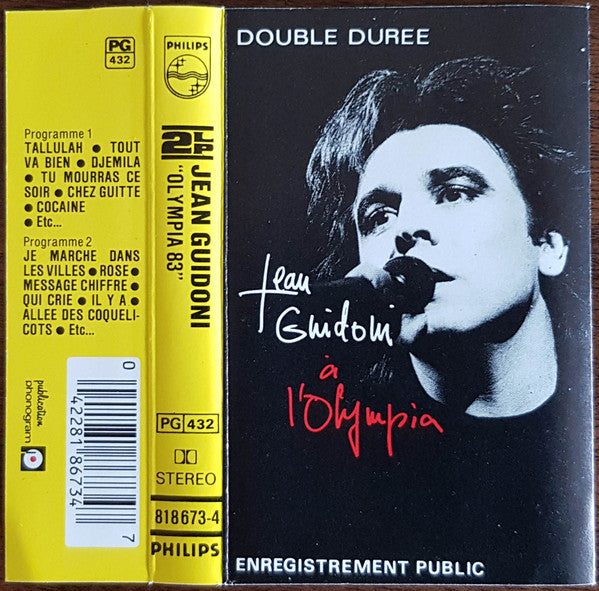 PG
432
Programme 1
TALLULAH ● TOUT
VA BIEN ● DJEMILA
● TU MOURRAS CE
SOIR ● CHEZ GUITTE
● COCAINE
● Etc...
Programme 2
JE MARCHE DANS
LES VILLES ● ROSE ●
MESSAGE CHIFFRE ●
QUI CRIE ● IL Y A ●
ALLEE DES COQUELI-
COTS ● Etc...
publication
phonogram
0 42281 86734 7
PHILIPS
2LP JEAN GUIDONI
"OLYMPIA 83"
PG 432
STEREO
818673-4
PHILIPS
DOUBLE DUREE
Jean
Guidoni
à
l'Olympia
ENREGISTREMENT PUBLIC